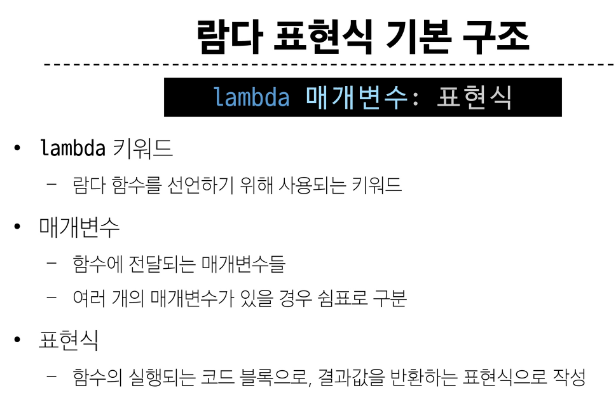 람다 표현식 기본 구조
lambda 매개변수: 표현식
• lambda 키워드
– 람다 함수를 선언하기 위해 사용되는 키워드
• 매개변수
– 함수에 전달되는 매개변수들
– 여러 개의 매개변수가 있을 경우 쉼표로 구분
• 표현식
– 함수의 실행되는 코드 블록으로, 결과값을 반환하는 표현식으로 작성